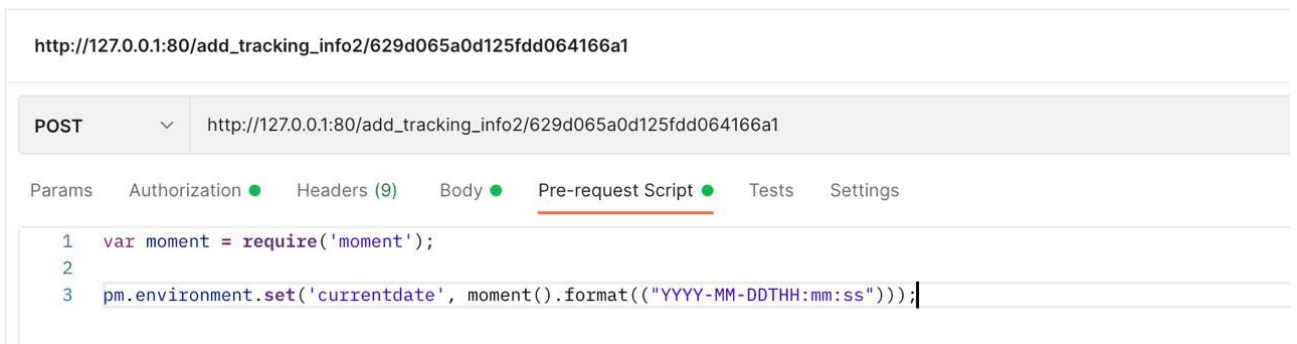 http://127.0.0.1:80/add_tracking_info2/629d065a0d125fdd064166a1
POST http://127.0.0.1:80/add_tracking_info2/629d065a0d125fdd064166a1
Params Authorization Headers (9) Body Pre-request Script Tests Settings
1 var moment = require('moment');
2
3 pm.environment.set('currentdate', moment().format(("YYYY-MM-DDTHH:mm:ss")));